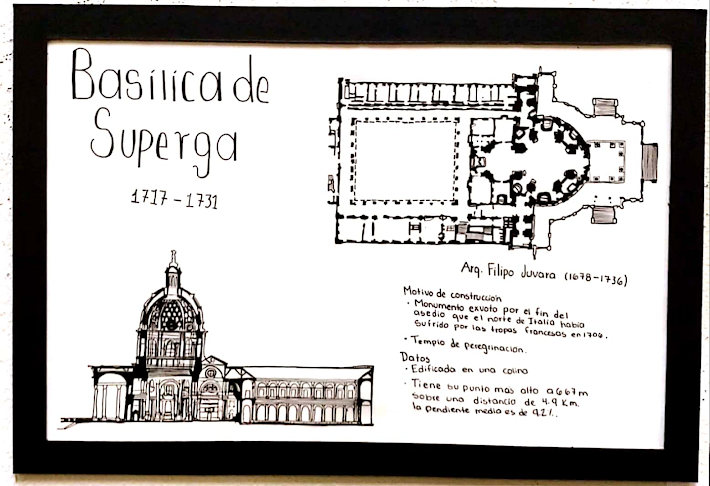 Basílica de
Superga
1717 - 1731
Arq. Filipo Juvara (1678-1736)
Motivo de construccion
· Monumento exvoto por el fin del
asedio que el norte de Italia había
sufrido por las tropas francesas en 1706.
· Templo de peregrinacion.
Datos
· Edificada en una colina
· Tiene su punto mas alto a 667m
sobre una distancia de 4.9 Km.
la pendiente media es de 9.2%.